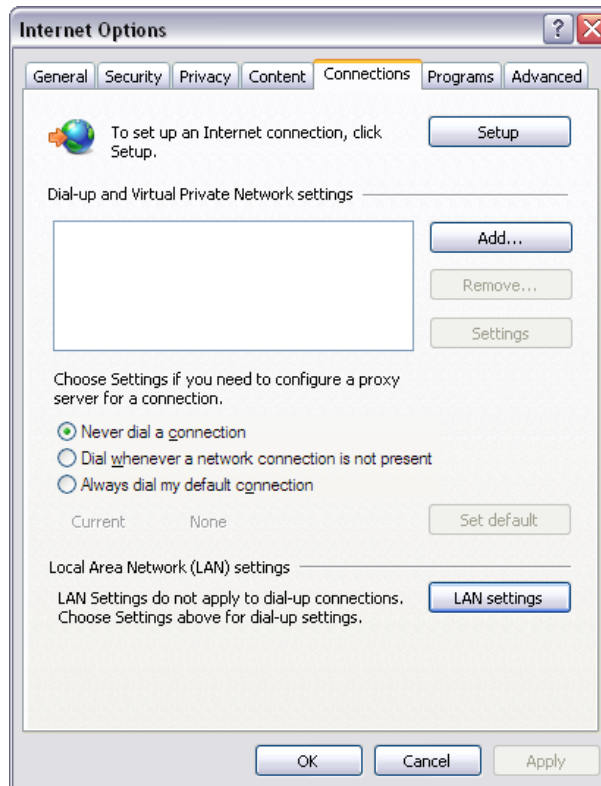 Internet Options
?
General Security Privacy Content Connections Programs Advanced
To set up an Internet connection, click
Setup.
Setup
Dial-up and Virtual Private Network settings
Add...
Remove...
Settings
Choose Settings if you need to configure a proxy
server for a connection.
Never dial a connection
Dial whenever a network connection is not present
Always dial my default connection
Current None
Set default
Local Area Network (LAN) settings
LAN Settings do not apply to dial-up connections.
Choose Settings above for dial-up settings.
LAN settings
OK Cancel Apply